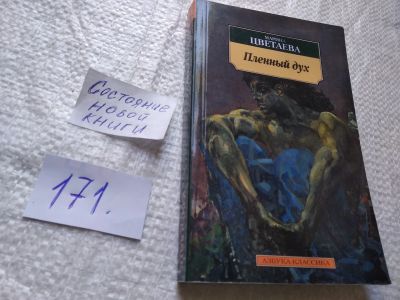 Марина
ЦВЕТАЕВА
Пленный дух
АЗБУКА-КЛАССИКА
Состояние
новой
книги
171.